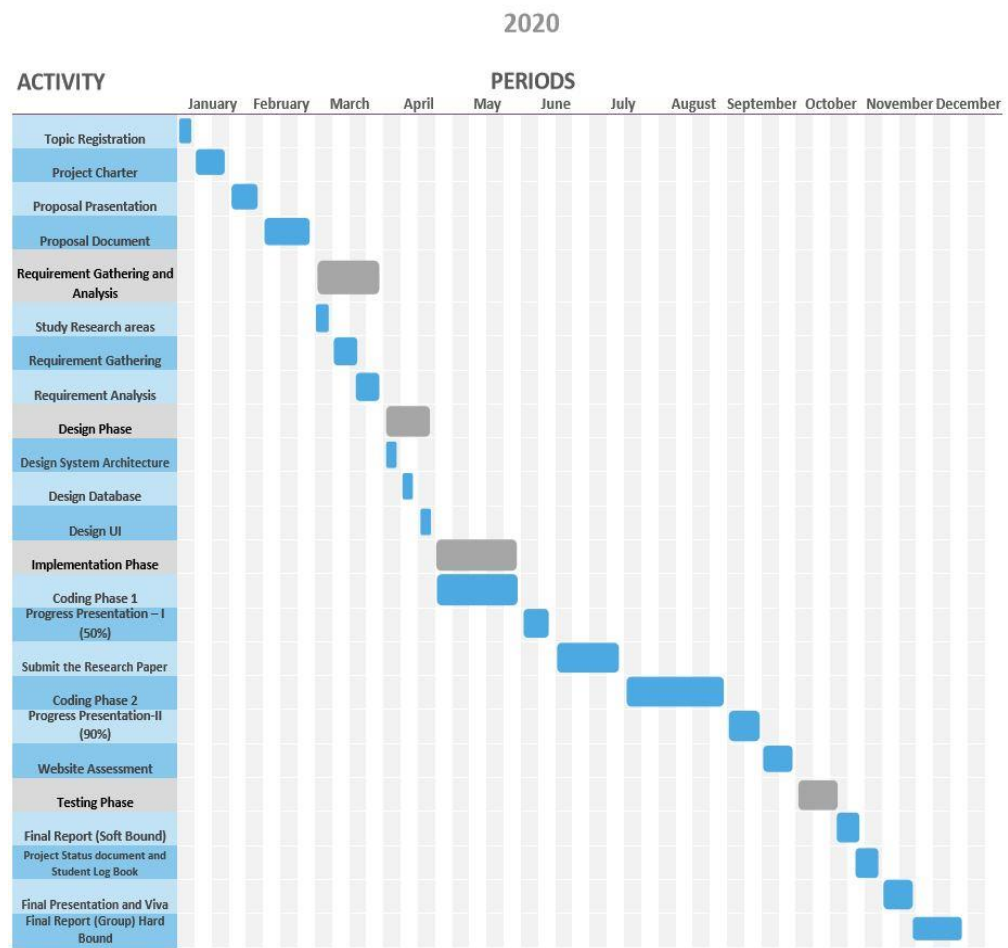 2020
ACTIVITY
PERIODS
January February March April May June July August September October November December
Topic Registration
Project Charter
Proposal Prasentation
Proposal Document
Requirement Gathering and
Analysis
Study Research areas
Requirement Gathering
Requirement Analysis
Design Phase
Design System Architecture
Design Database
Design UI
Implementation Phase
Coding Phase 1
Progress Presentation – I
(50%)
Submit the Research Paper
Coding Phase 2
Progress Presentation-II
(90%)
Website Assessment
Testing Phase
Final Report (Soft Bound)
Project Status document and
Student Log Book
Final Presentation and Viva
Final Report (Group) Hard
Bound